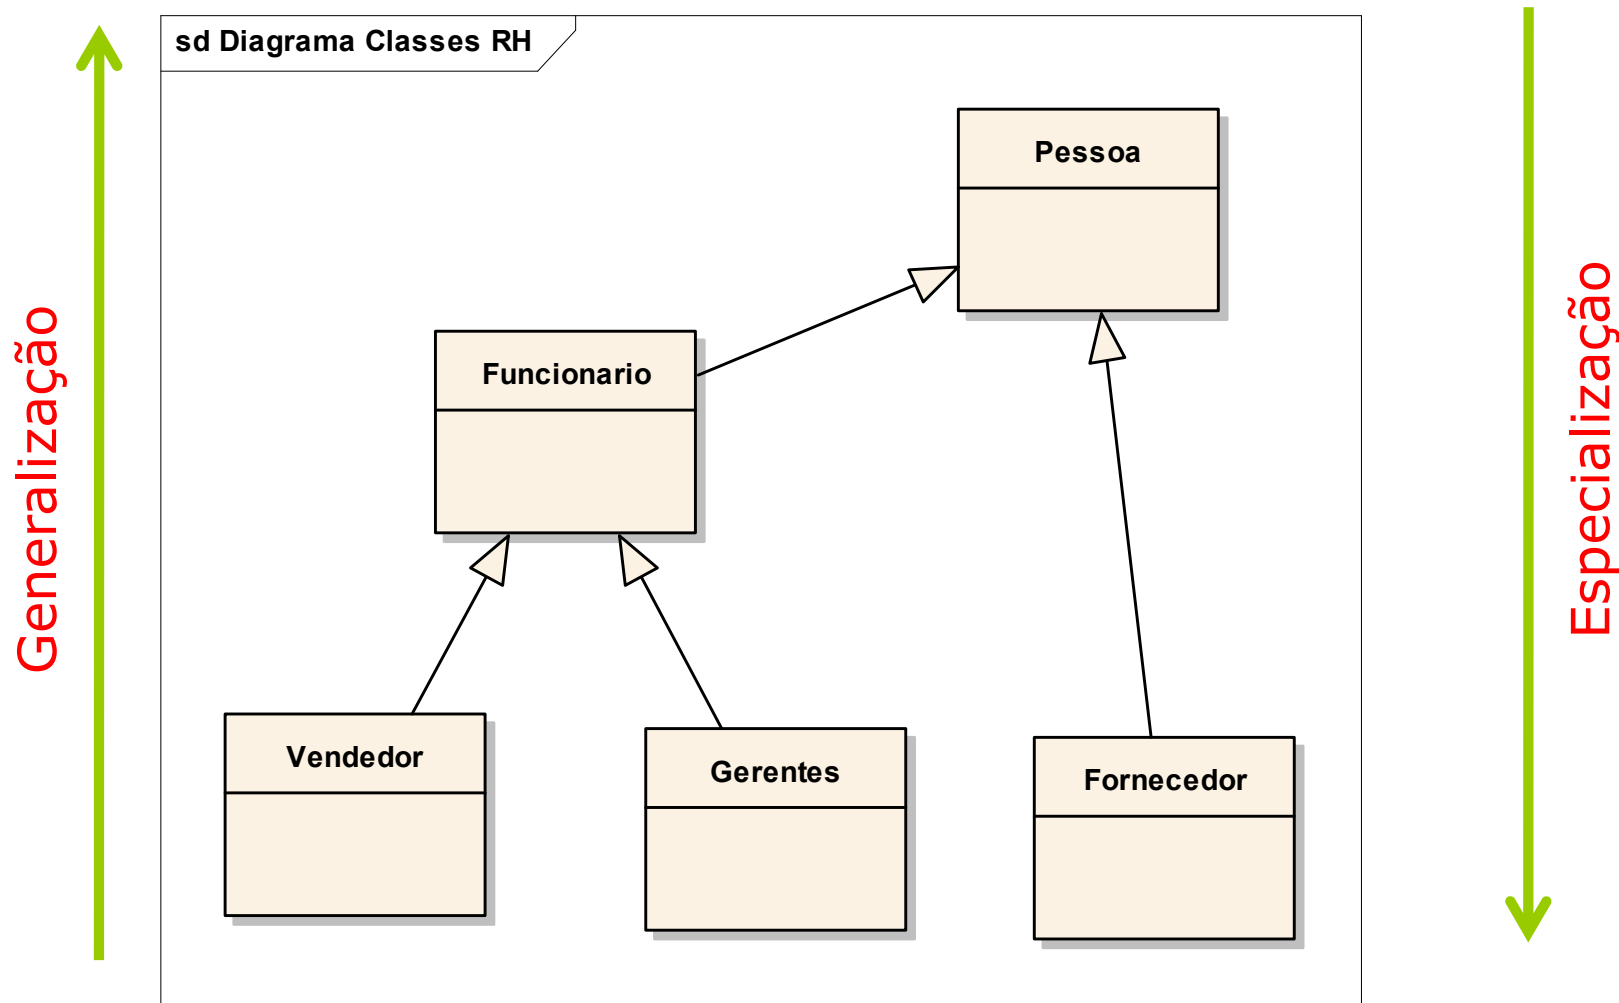 sd Diagrama Classes RH
Pessoa
Funcionario
Vendedor
Gerentes
Fornecedor
Generalização
Especialização